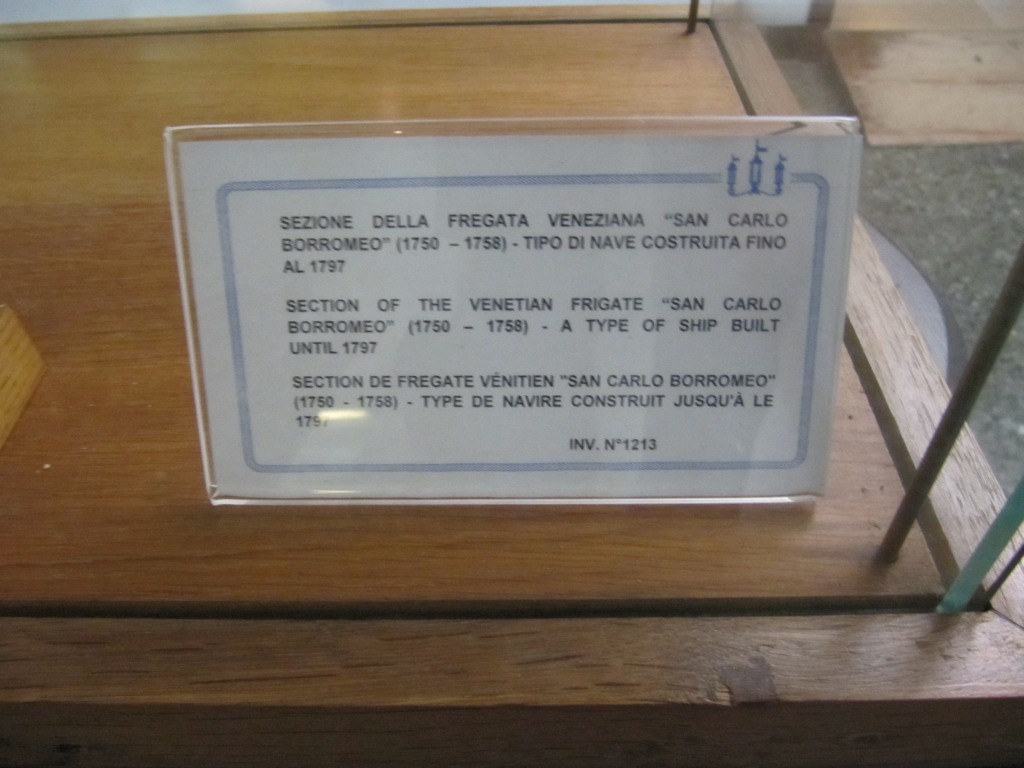 SEZIONE DELLA FREGATA VENEZIANA "SAN CARLO
BORROMEO" (1750 – 1758) - TIPO DI NAVE COSTRUITA FINO
AL 1797
SECTION OF THE VENETIAN FRIGATE "SAN CARLO
BORROMEO" (1750 – 1758) - A TYPE OF SHIP BUILT
UNTIL 1797
SECTION DE FREGATE VÉNITIEN "SAN CARLO BORROMEO"
(1750 - 1758) - TYPE DE NAVIRE CONSTRUIT JUSQU'À LE
1797
INV. N°1213